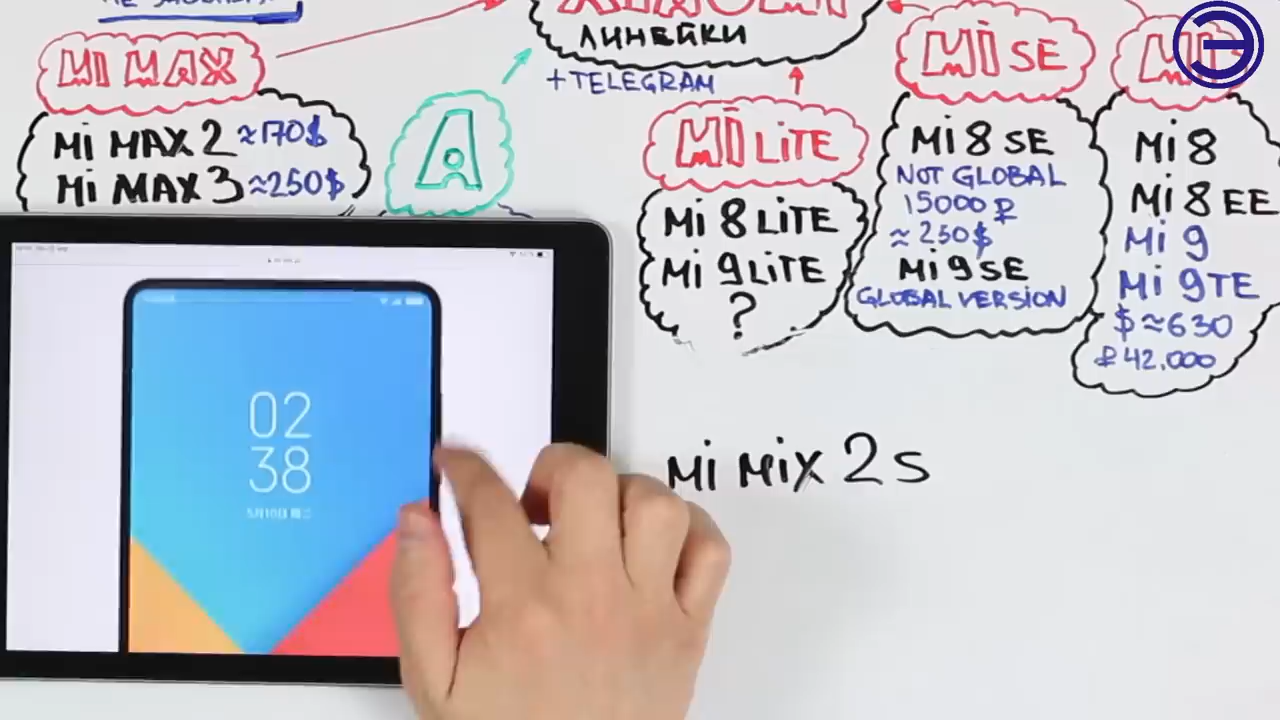 ЛИНЕЙКИ
+TELEGRAM
Mi MAX
Mi MAX 2 ≈170$
Mi MAX 3 ≈250$
A
Mi LiTE
Mi 8 LiTE
Mi 9 LiTE
?
Mi SE
Mi 8 SE
NOT GLOBAL
15000 ₽
≈ 250$
Mi 9 SE
GLOBAL VERSION
Mi 8
Mi 8 EE
Mi 9
Mi 9TE
$ ≈ 630
₽ 42.000
Mi Mix 2S
02
38
Э